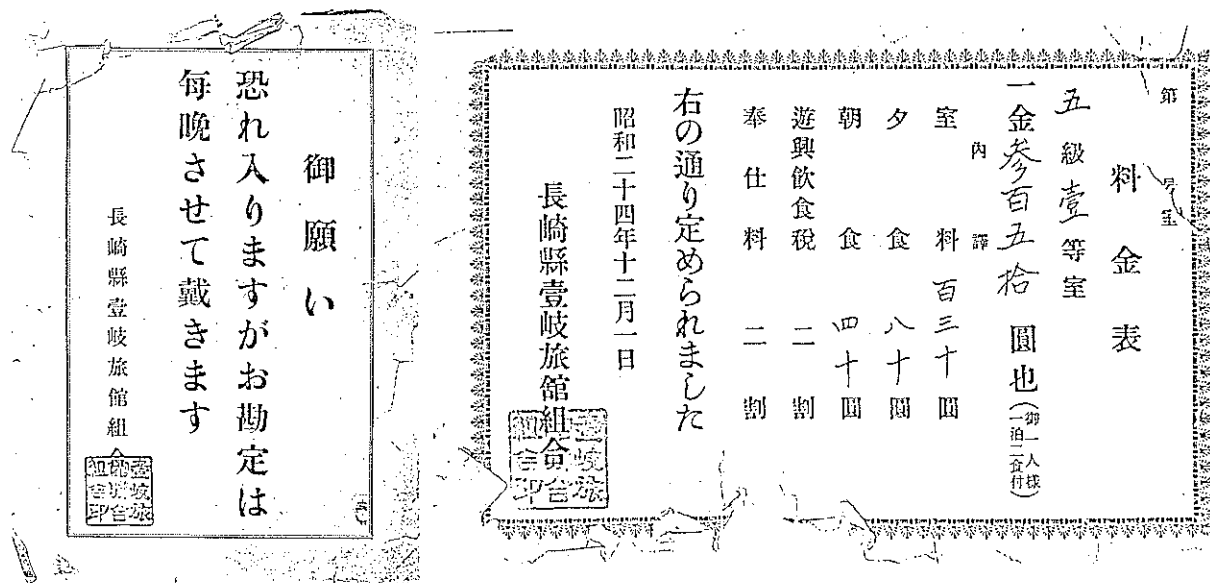 御願い
恐れ入りますがお勘定は
毎晩させて戴きます
長崎縣壹岐旅館組合
壹岐旅
館組合
組合印
第 号室
料金表
五級壹等室
一金参百五拾圓也(御一人様一泊二食付)
内譯
室料 百三十圓
夕食 八十圓
朝食 四十圓
遊興飲食税 二割
奉仕料 二割
右の通り定められました
昭和二十四年十二月一日
長崎縣壹岐旅館組合